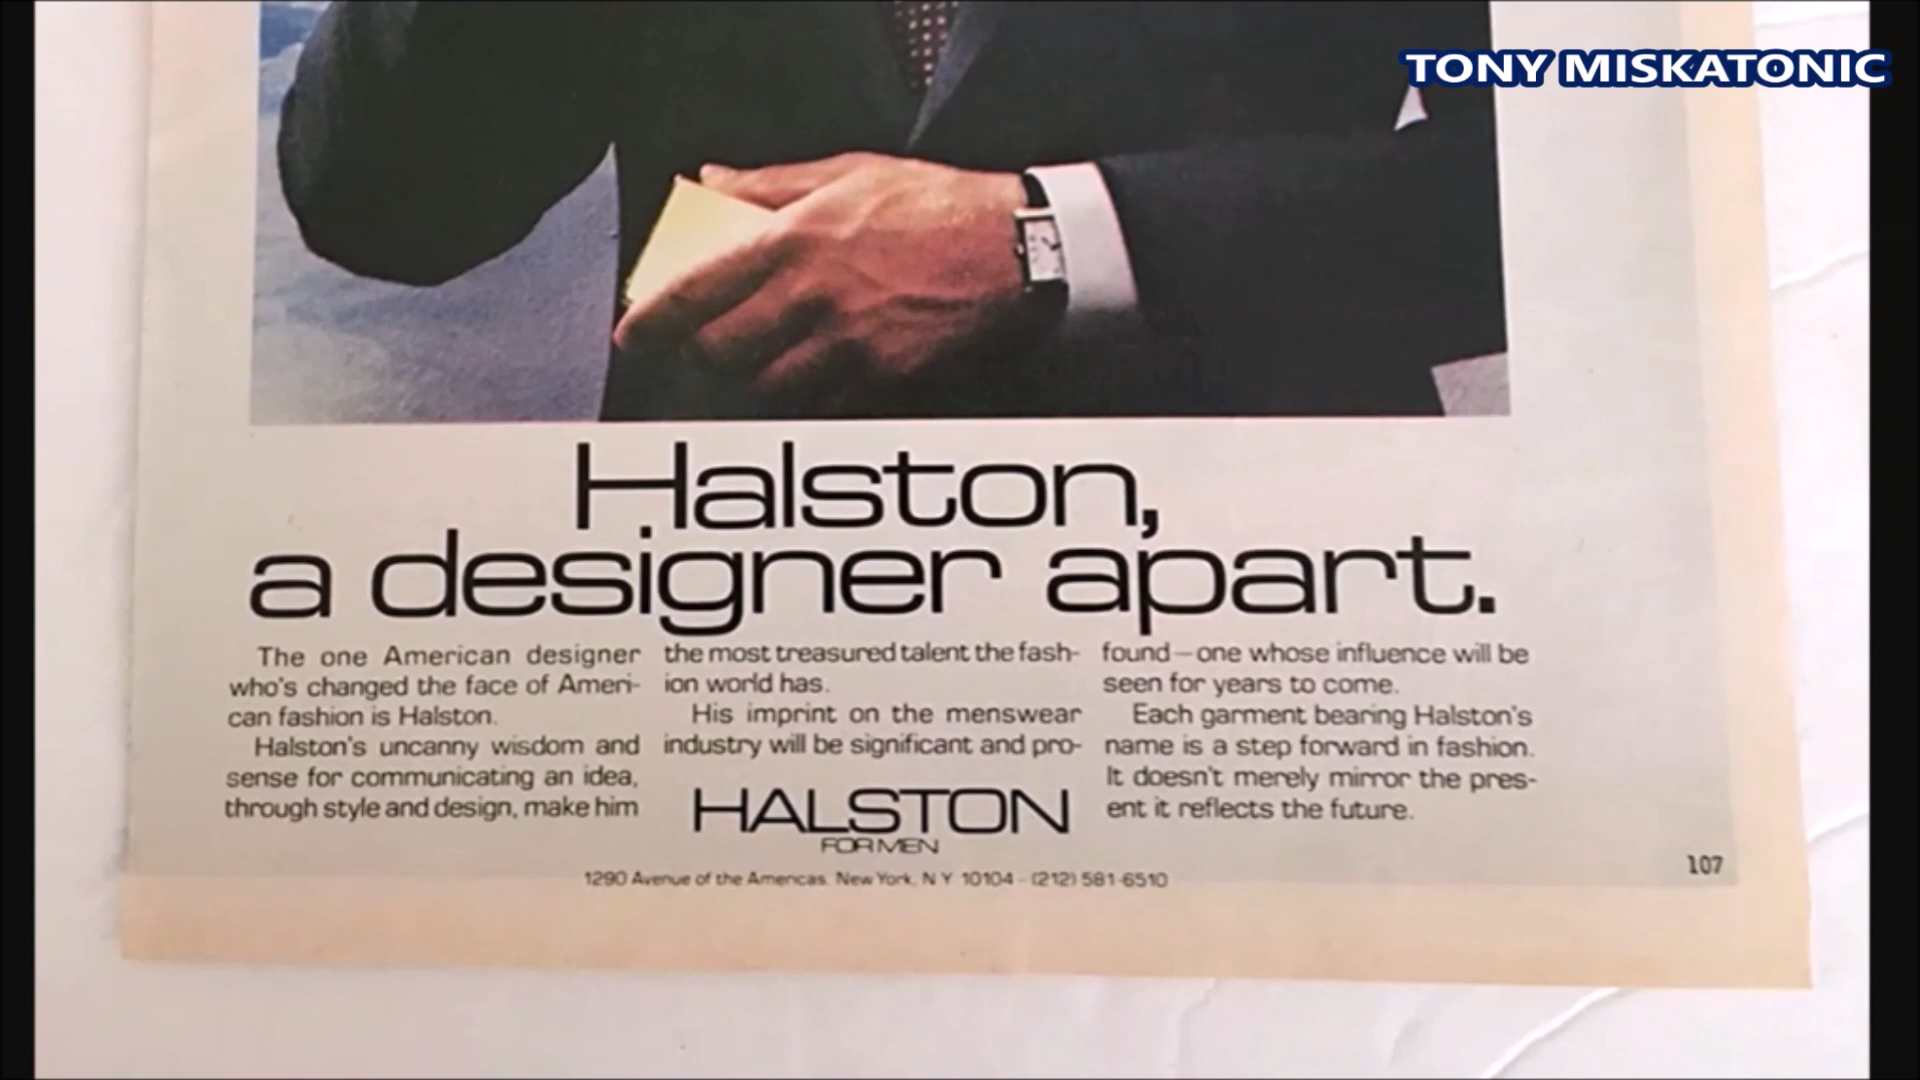 TONY MISKATONIC
Halston,
a designer apart.
The one American designer
who's changed the face of Ameri-
can fashion is Halston.
Halston's uncanny wisdom and
sense for communicating an idea,
through style and design, make him
the most treasured talent the fash-
ion world has.
His imprint on the menswear
industry will be significant and pro-
found—one whose influence will be
seen for years to come.
Each garment bearing Halston's
name is a step forward in fashion.
It doesn't merely mirror the pres-
ent it reflects the future.
HALSTON
FOR MEN
1290 Avenue of the Americas, New York, N.Y. 10104 - (212) 581-6510
107